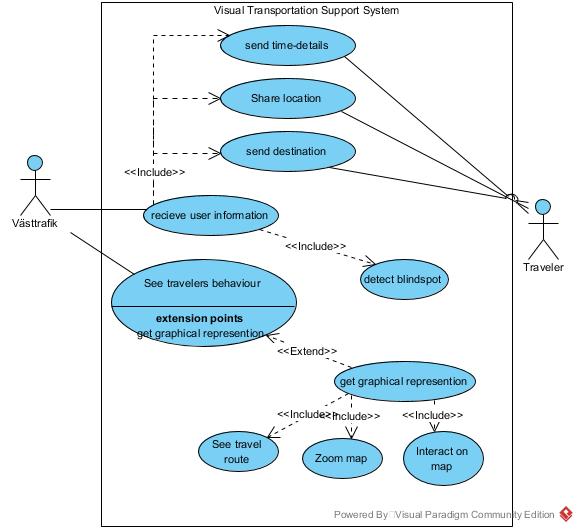 Visual Transportation Support System
send time-details
Share location
send destination
<<Include>>
Västtrafik
recieve user information
Traveler
<<Include>>
detect blindspot
See travelers behaviour
extension points
get graphical represention
<<Extend>>
get graphical represention
<<Include>>
<<Include>>
<<Include>>
See travel
route
Zoom map
Interact on
map
Powered By Visual Paradigm Community Edition